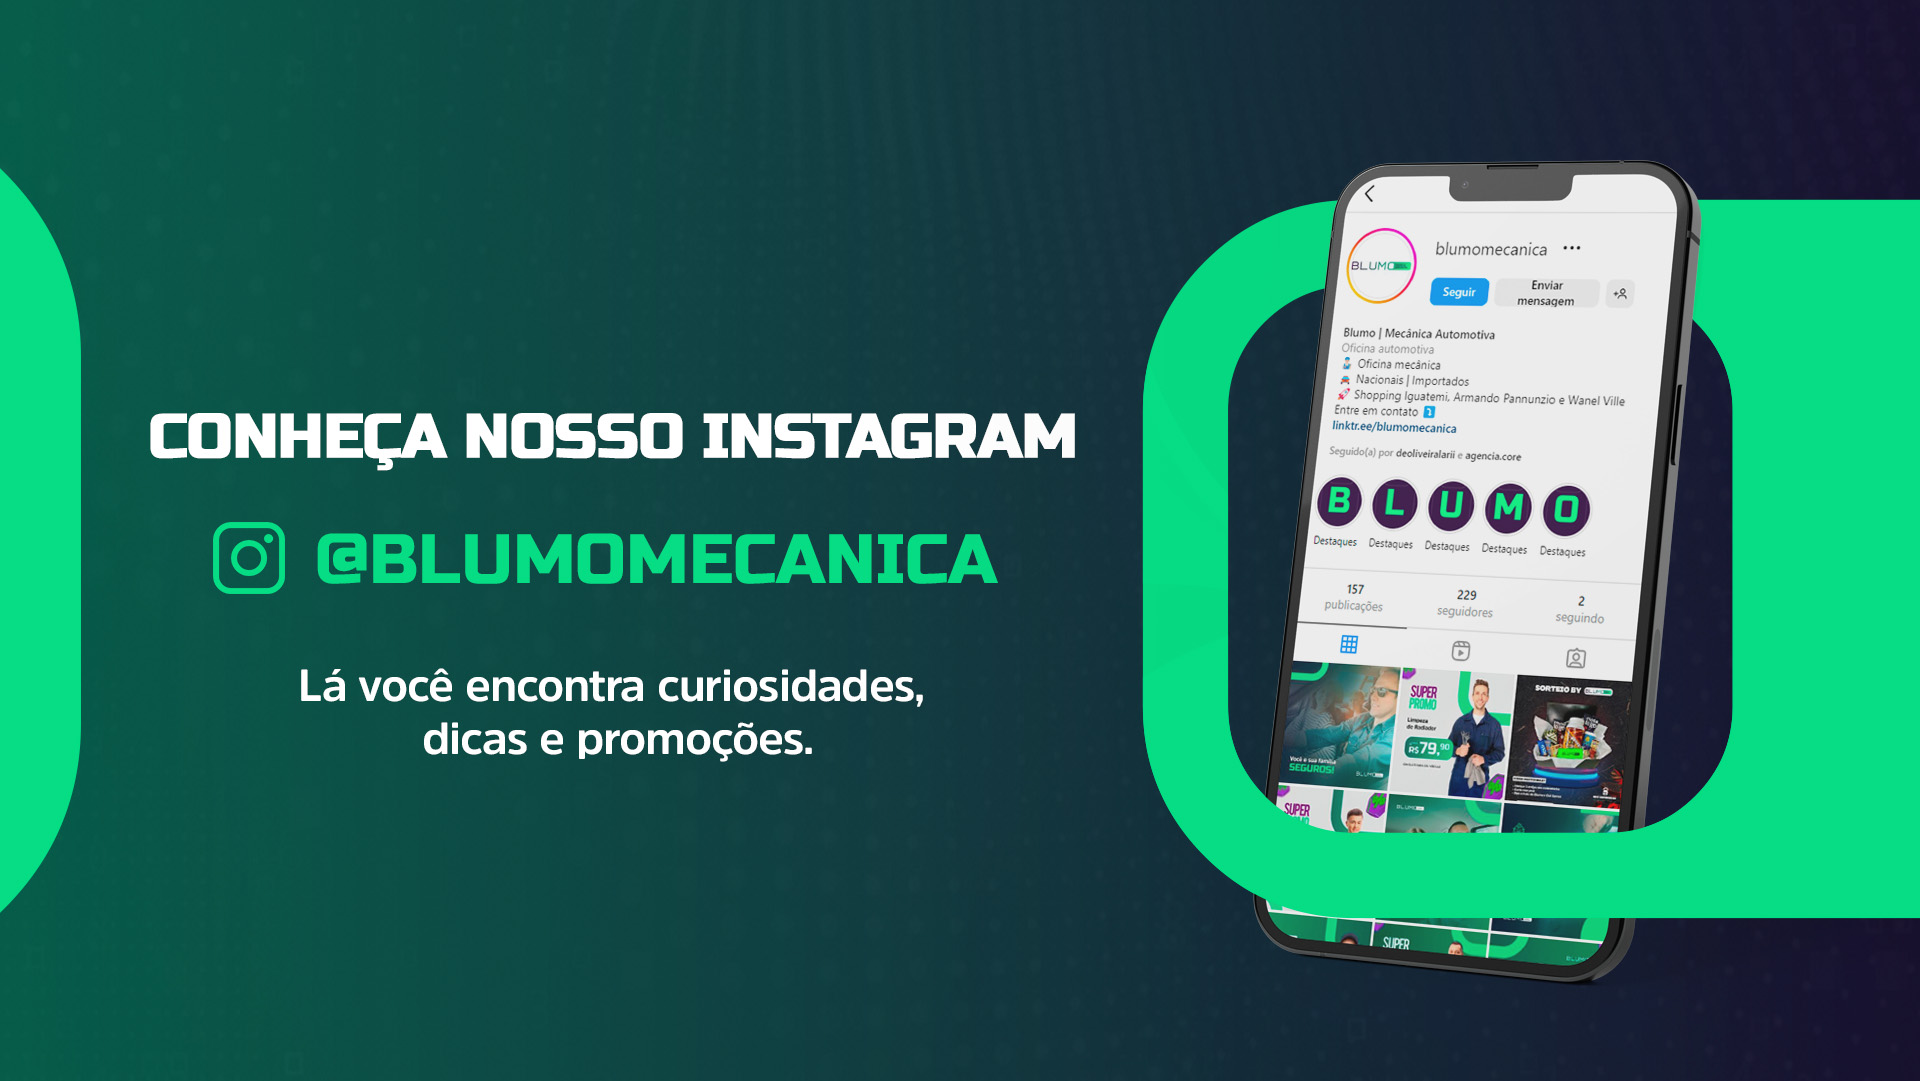 CONHEÇA NOSSO INSTAGRAM
@BLUMOMECANICA
Lá você encontra curiosidades,
dicas e promoções.
blumomecanica
BLUMO
Seguir
Enviar
mensagem
Blumo | Mecânica Automotiva
Oficina automotiva
Oficina mecânica
Nacionais | Importados
Shopping Iguatemi, Armando Pannunzio e Wanel Ville
Entre em contato
linktr.ee/blumomecanica
Seguido(a) por deoliveiralarii e agencia.core
B L U M O
Destaques Destaques Destaques Destaques Destaques
157 229 2
publicações seguidores seguindo
Você e sua família
SEGUROS!
BLUMO
SUPER
PROMO
Limpeza
de Radiador
R$79,90
SORTEIO BY BLUMO
SUPER
BLUMO
SUPER